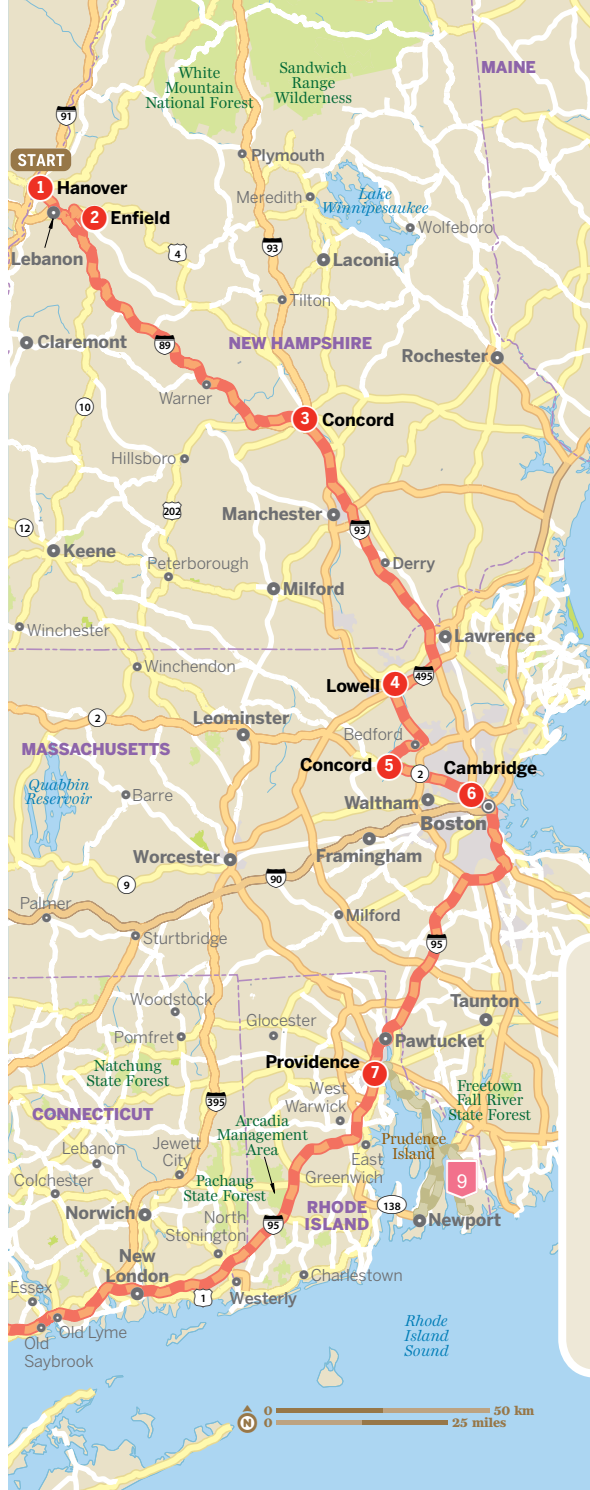 White
Mountain
National Forest
Sandwich
Range
Wilderness
MAINE
91
START
Plymouth
1 Hanover
Meredith
Lake
Winnipesaukee
2 Enfield
Wolfeboro
Lebanon
4
93
Laconia
Tilton
Claremont
89
NEW HAMPSHIRE
Rochester
Warner
10
3 Concord
Hillsboro
202
Manchester
12
93
Keene
Peterborough
Derry
Milford
Winchester
Lawrence
Winchendon
495
Lowell 4
2
Leominster
Bedford
MASSACHUSETTS
Concord 5
2
Cambridge
6
Quabbin
Reservoir
Barre
Waltham
Boston
Worcester
Framingham
90
9
Palmer
Milford
Sturtbridge
95
Woodstock
Taunton
Glocester
Pomfret
Pawtucket
Providence
7
Natchung
State Forest
West
Warwick
Freetown
Fall River
State Forest
395
CONNECTICUT
Arcadia
Management
Area
Prudence
Island
Lebanon
Jewett
City
East
Greenwich
9
Colchester
Pachaug
State Forest
RHODE
ISLAND
138
Norwich
North
Stonington
95
Newport
New
London
Charlestown
Essex
1
Westerly
Old Lyme
Old
Saybrook
Rhode
Island
Sound
0 50 km
N
0 25 miles